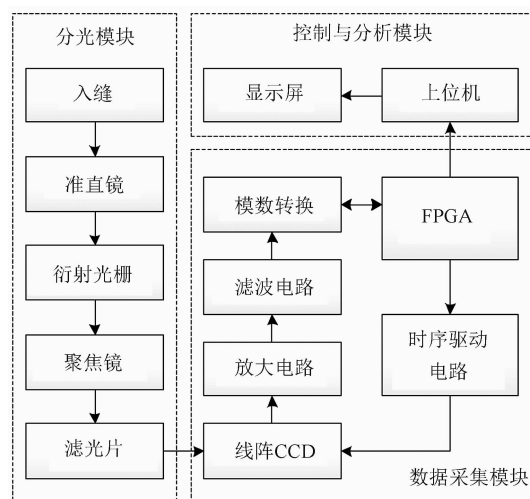 分光模块
入缝
准直镜
衍射光栅
聚焦镜
滤光片
控制与分析模块
显示屏
上位机
模数转换
FPGA
滤波电路
放大电路
时序驱动
电路
线阵CCD
数据采集模块